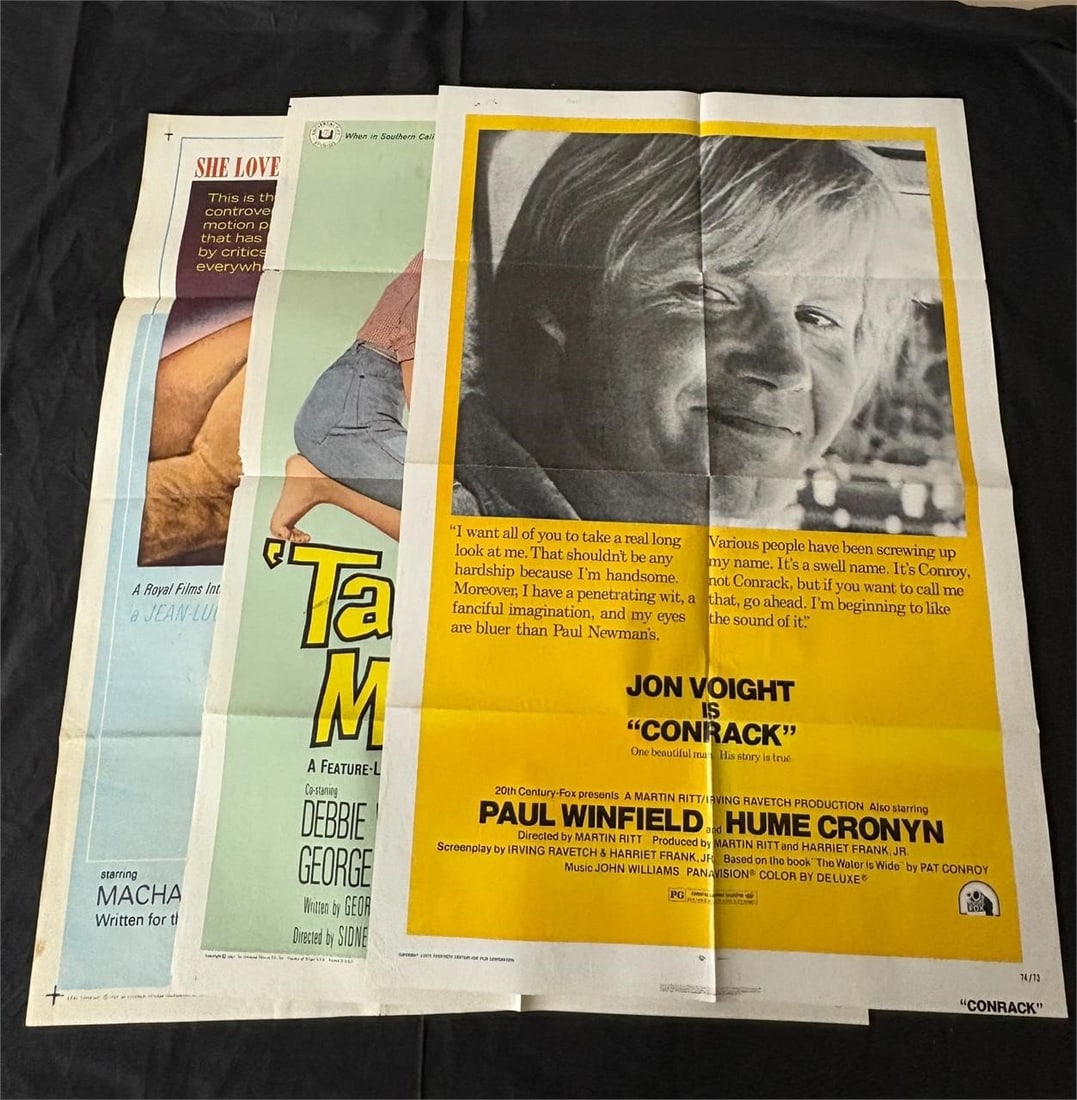 SHE LOVE
This is th
controve
motion p
that has
by critics
everywh
A Royal Films Int
a JEAN-LUC
starring
MACHA
Written for th
When in Southern Cali
'Ta
M
A FEATURE-L
Co-starring
DEBBIE
GEORGE
Written by GEOR
Directed by SIDNE
"I want all of you to take a real long
look at me. That shouldn't be any
hardship because I'm handsome.
Moreover, I have a penetrating wit, a
fanciful imagination, and my eyes
are bluer than Paul Newman's.
Various people have been screwing up
my name. It's a swell name. It's Conroy,
not Conrack, but if you want to call me
that, go ahead. I'm beginning to like
the sound of it."
JON VOIGHT
IS
"CONRACK"
One beautiful man. His story is true.
20th Century-Fox presents A MARTIN RITT/IRVING RAVETCH PRODUCTION Also starring
PAUL WINFIELD and HUME CRONYN
Directed by MARTIN RITT Produced by MARTIN RITT and HARRIET FRANK, JR.
Screenplay by IRVING RAVETCH & HARRIET FRANK, JR. Based on the book "The Water is Wide" by PAT CONROY
Music JOHN WILLIAMS PANAVISION® COLOR BY DE LUXE®
PG
74/73
"CONRACK"